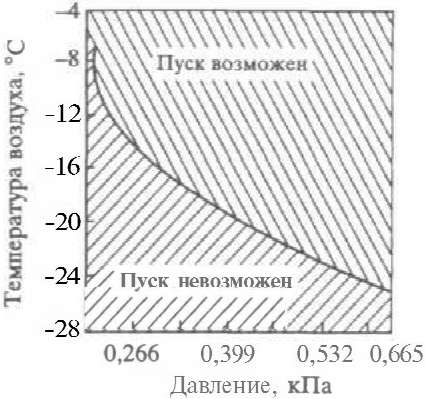 Температура воздуха, °С
-4
-8
-12
-16
-20
-24
-28
Пуск возможен
Пуск невозможен
0,266 0,399 0,532 0,665
Давление, кПа